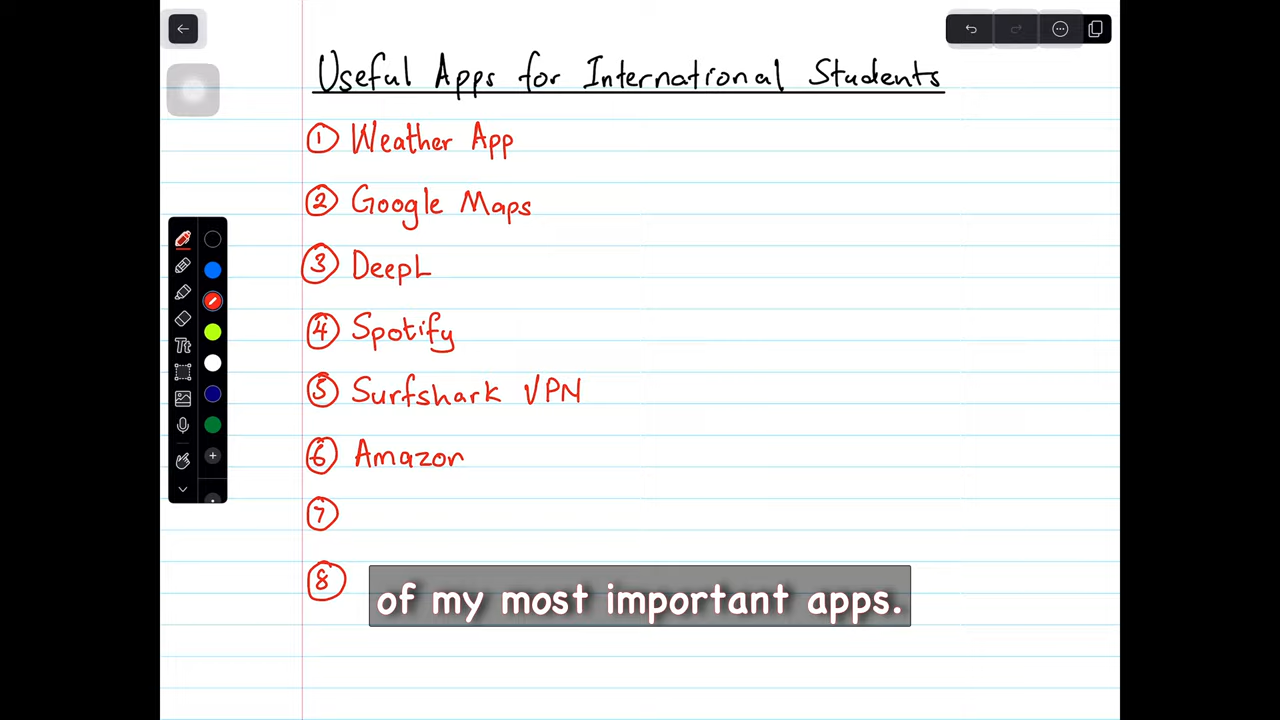 Useful Apps for International Students
1 Weather App
2 Google Maps
3 DeepL
4 Spotify
5 Surfshark VPN
6 Amazon
7
8
of my most important apps.
Tt